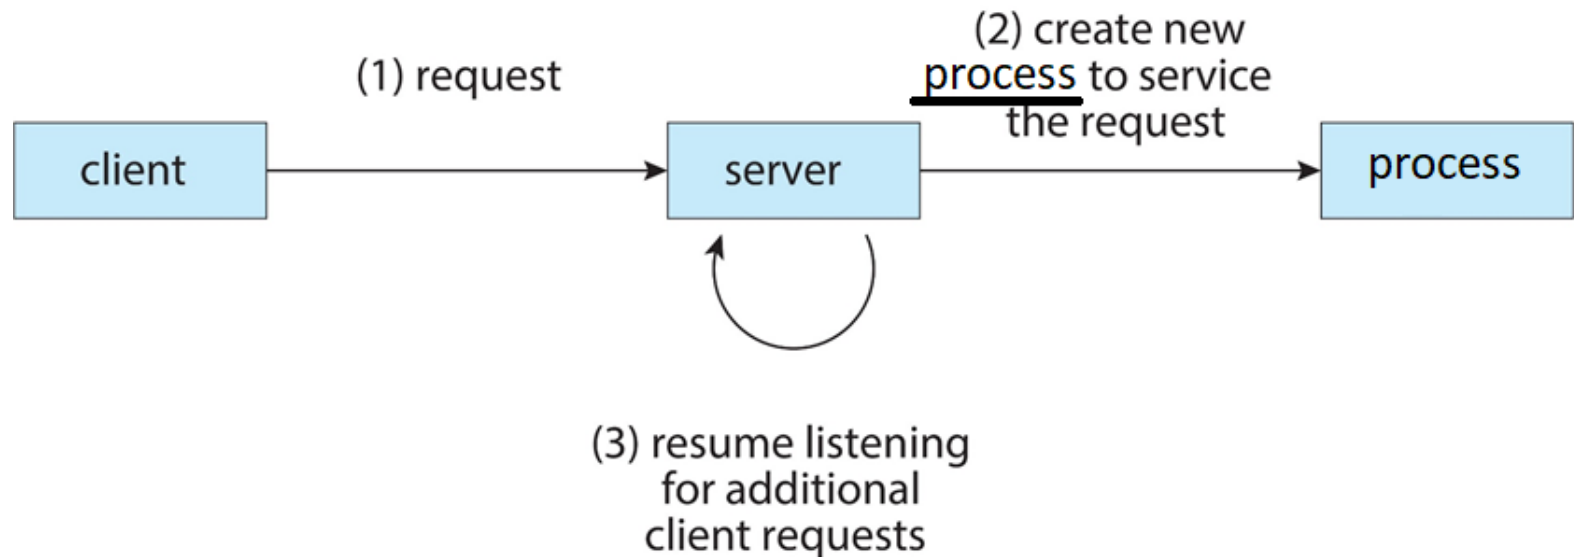 (1) request
(2) create new
process to service
the request
client
server
process
(3) resume listening
for additional
client requests